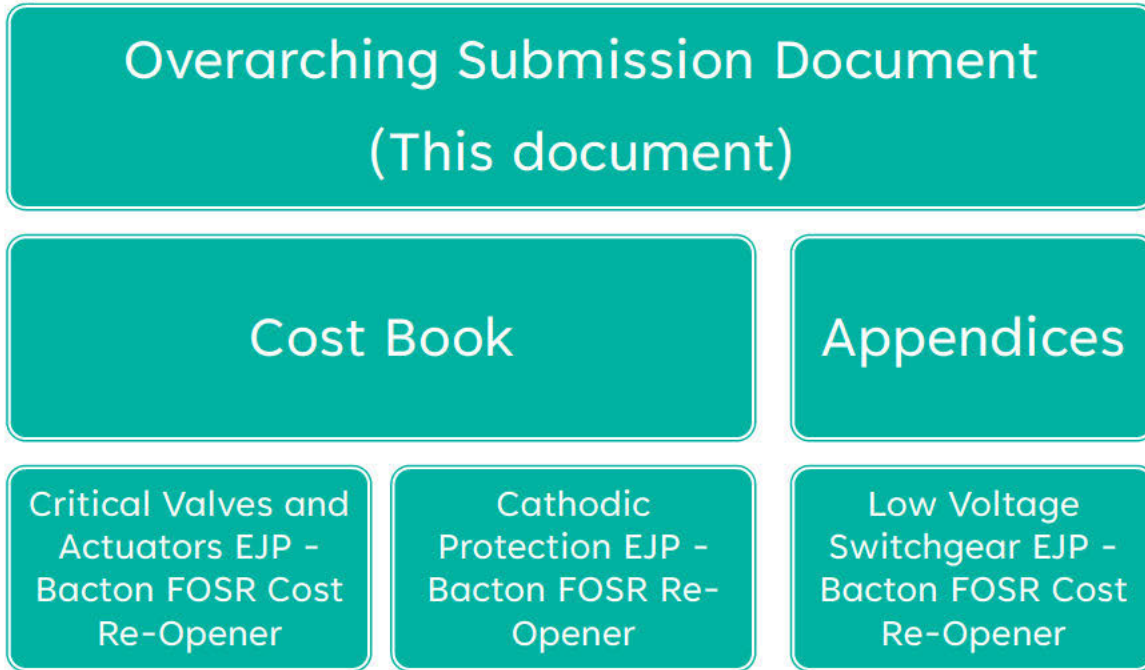 Overarching Submission Document
(This document)
Cost Book
Appendices
Critical Valves and
Actuators EJP -
Bacton FOSR Cost
Re-Opener
Cathodic
Protection EJP -
Bacton FOSR Re-
Opener
Low Voltage
Switchgear EJP -
Bacton FOSR Cost
Re-Opener